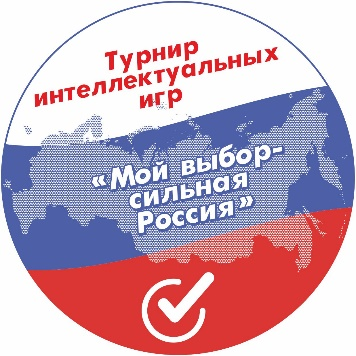 Турнир
интеллектуальных
игр
«Мой выбор-
сильная
Россия»